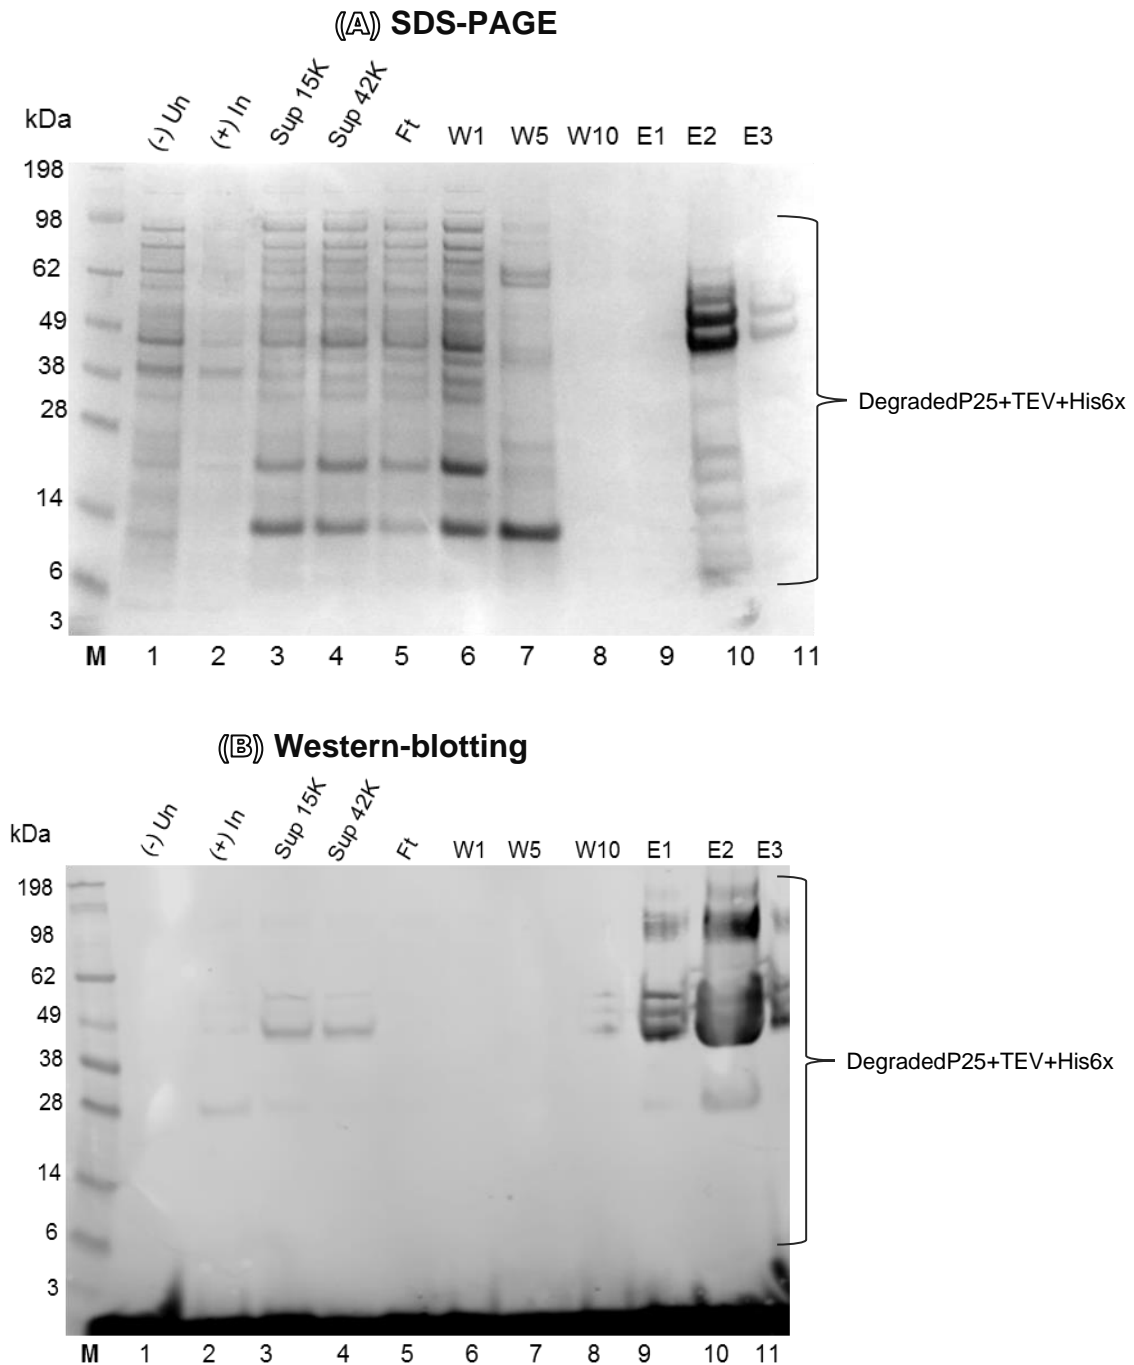 (A) SDS-PAGE
kDa
(-) Un
(+) In
Sup 15K
Sup 42K
Ft
W1
W5
W10
E1
E2
E3
198
98
62
49
38
28
14
6
3
DegradedP25+TEV+His6x
M 1 2 3 4 5 6 7 8 9 10 11
(B) Western-blotting
kDa
(-) Un
(+) In
Sup 15K
Sup 42K
Ft
W1
W5
W10
E1
E2
E3
198
98
62
49
38
28
14
6
3
DegradedP25+TEV+His6x
M 1 2 3 4 5 6 7 8 9 10 11